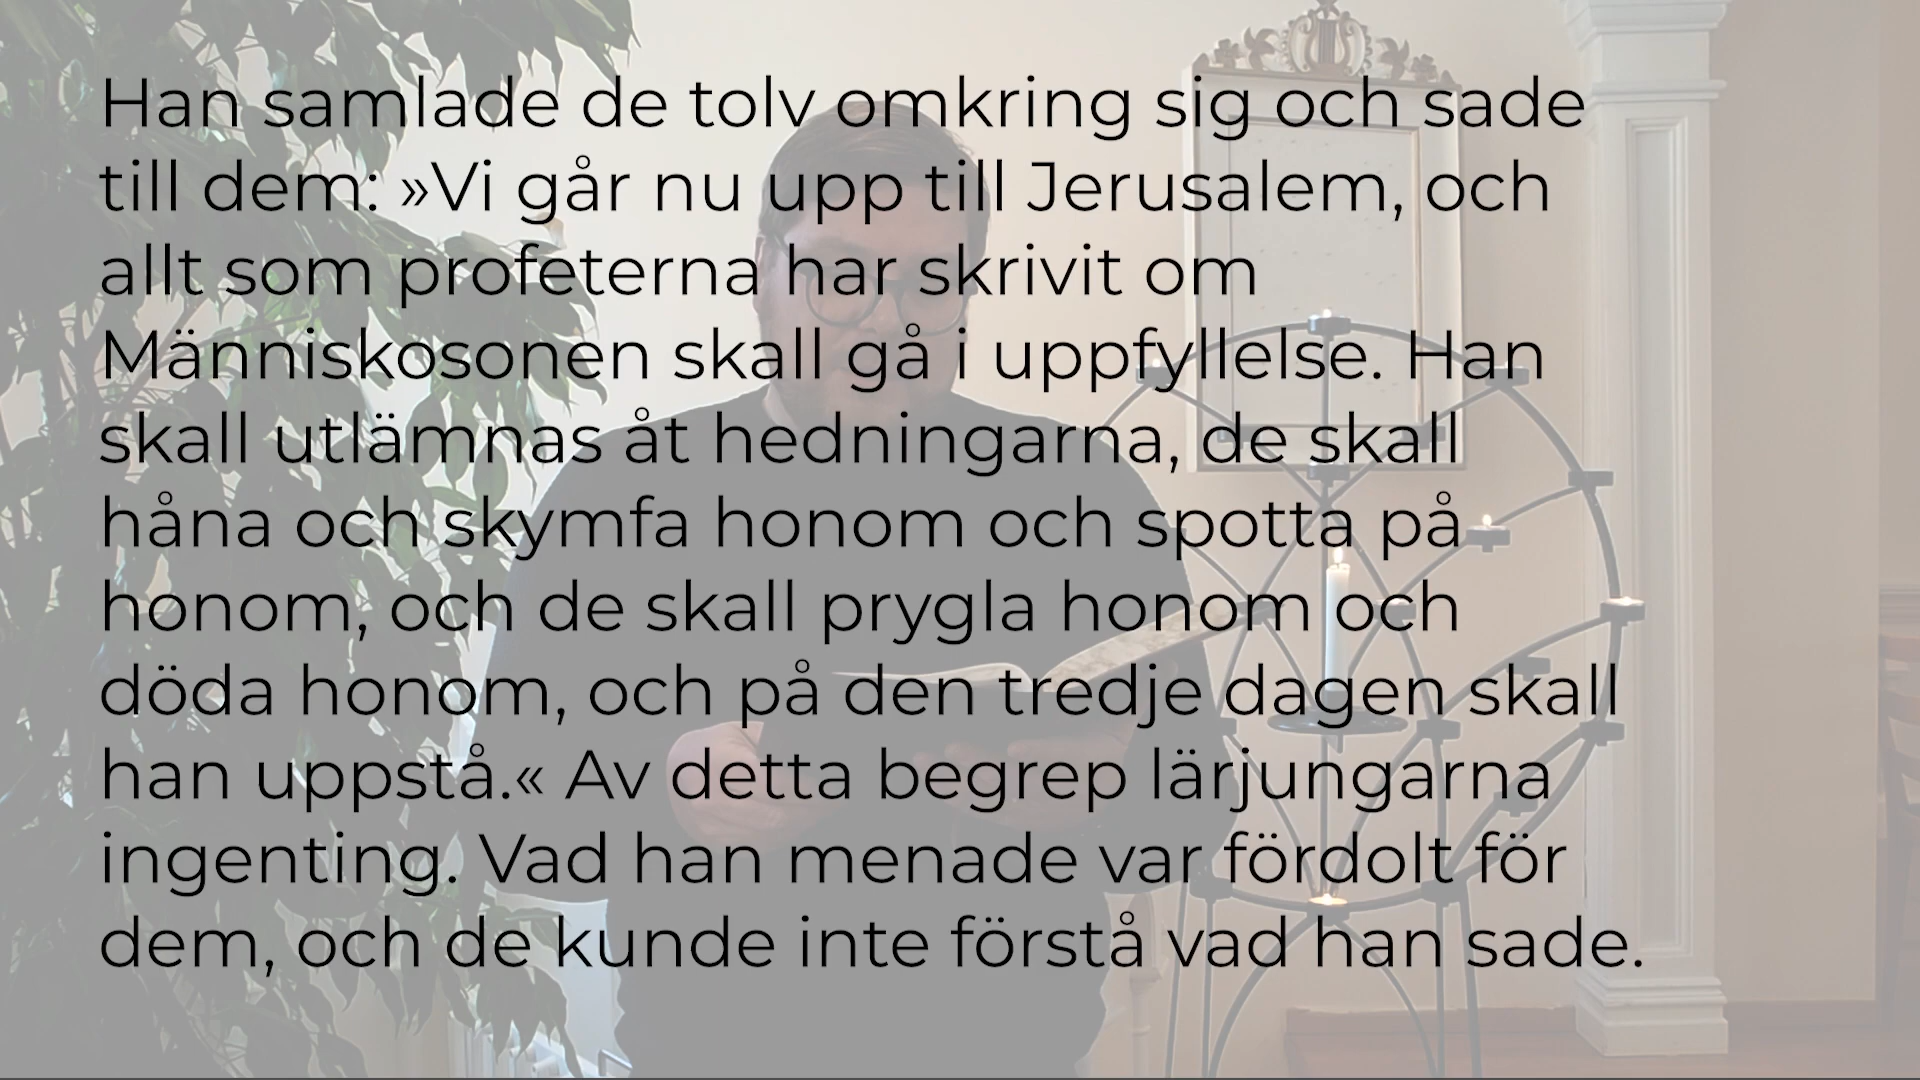 Han samlade de tolv omkring sig och sade
till dem: »Vi går nu upp till Jerusalem, och
allt som profeterna har skrivit om
Människosonen skall gå i uppfyllelse. Han
skall utlämnas åt hedningarna, de skall
håna och skymfa honom och spotta på
honom, och de skall prygla honom och
döda honom, och på den tredje dagen skall
han uppstå.« Av detta begrep lärjungarna
ingenting. Vad han menade var fördolt för
dem, och de kunde inte förstå vad han sade.